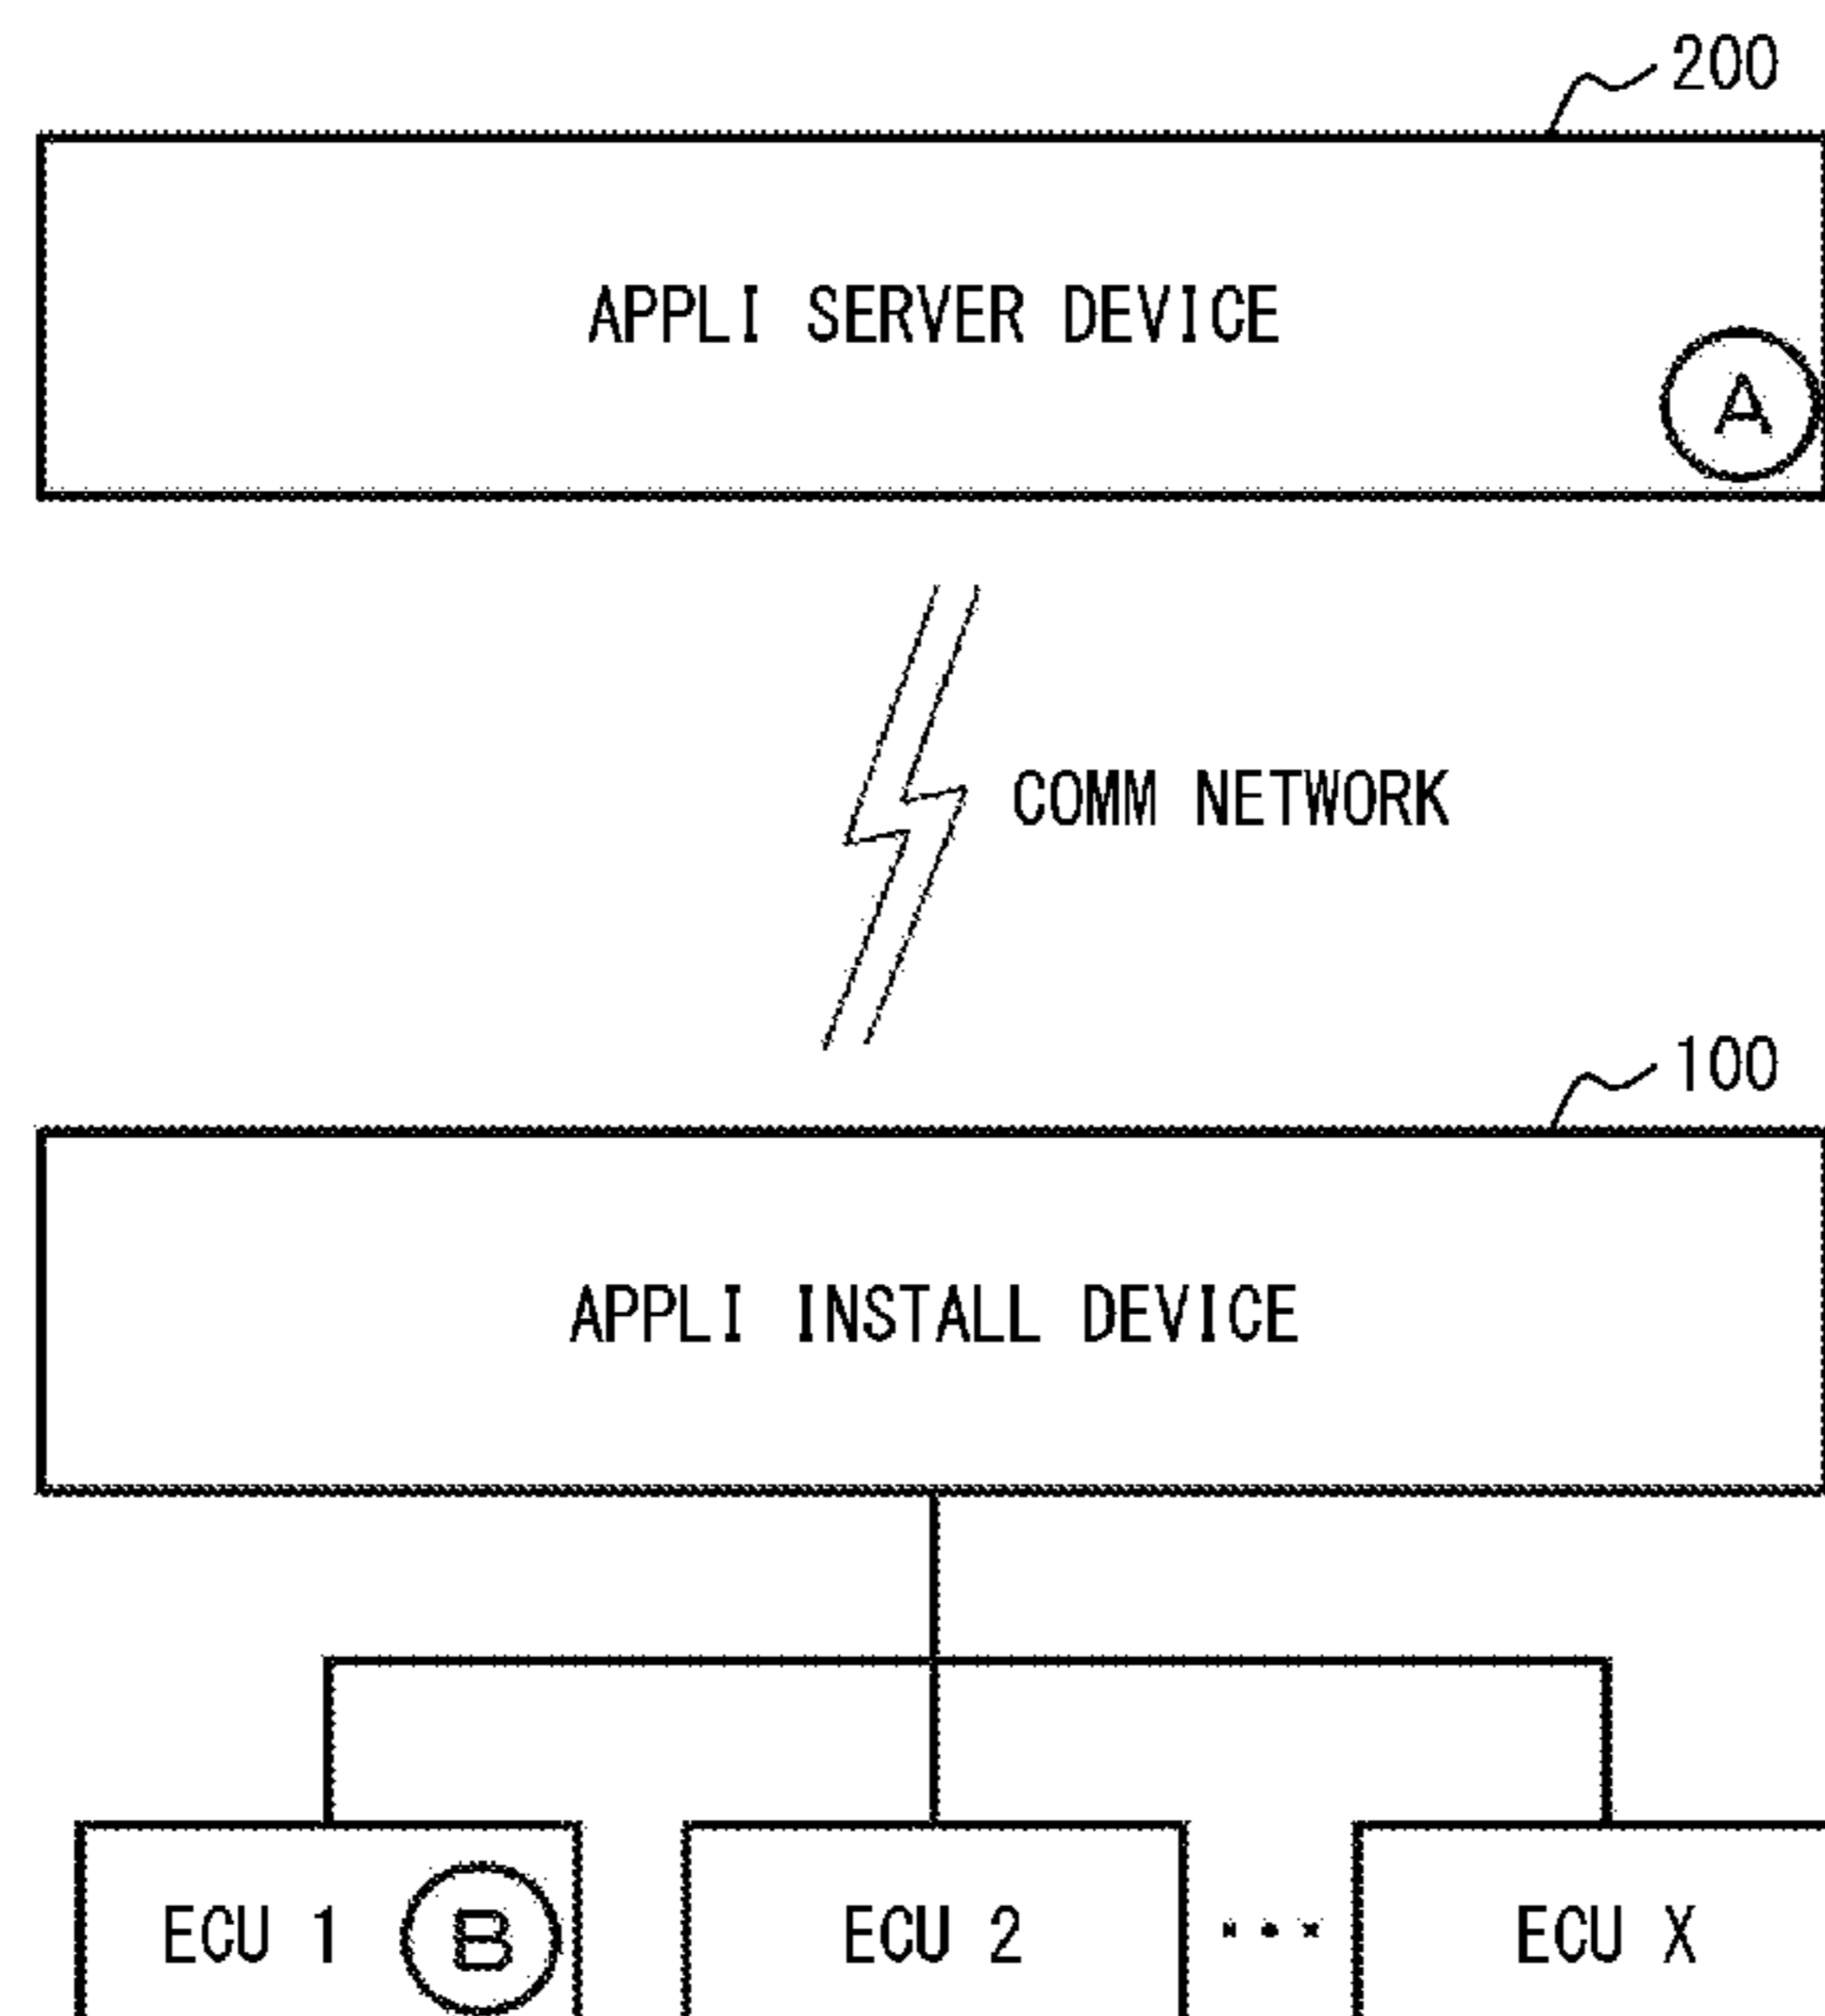 200
APPLI SERVER DEVICE
A
COMM NETWORK
100
APPLI INSTALL DEVICE
ECU 1 B ECU 2 ... ECU X